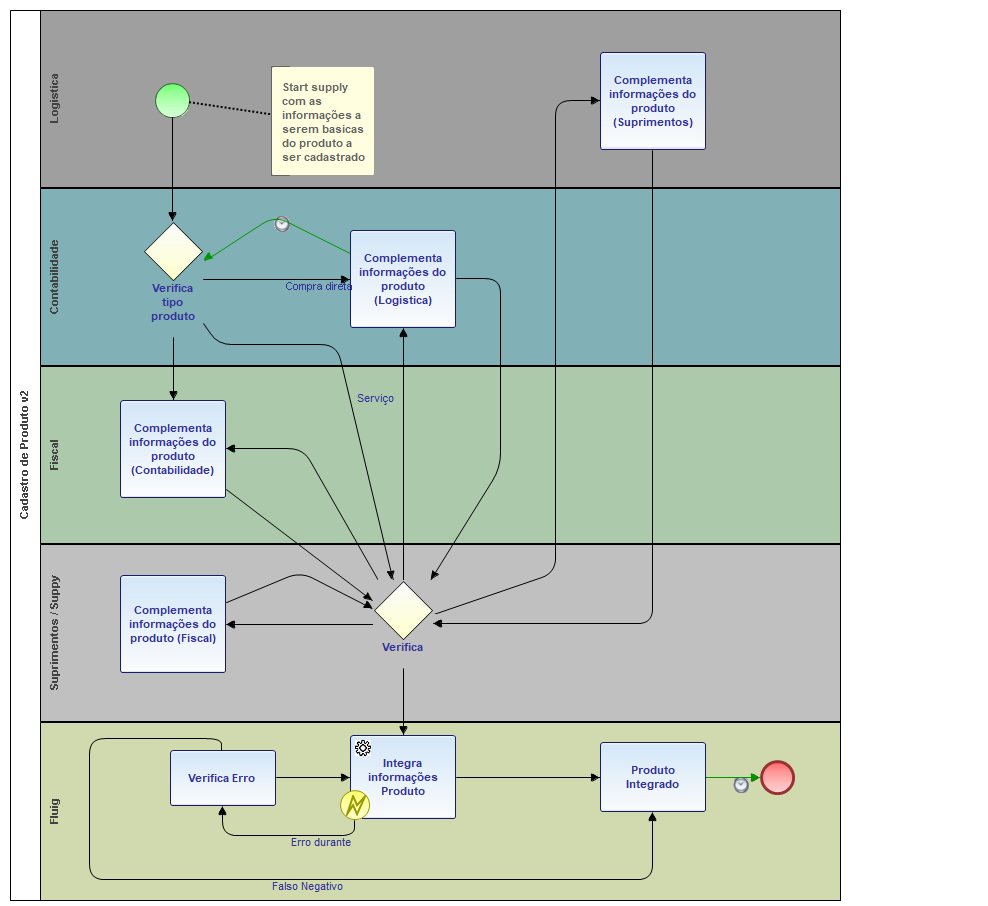 Cadastro de Produto v2
Logistica
Start supply
com as
informações a
serem basicas
do produto a
ser cadastrado
Complementa
informações do
produto
(Suprimentos)
Contabilidade
Verifica
tipo
produto
Compra direta
Complementa
informações do
produto
(Logistica)
Fiscal
Serviço
Complementa
informações do
produto
(Contabilidade)
Suprimentos / Suppy
Complementa
informações do
produto (Fiscal)
Verifica
Fluig
Verifica Erro
Integra
informações
Produto
Produto
Integrado
Erro durante
Falso Negativo